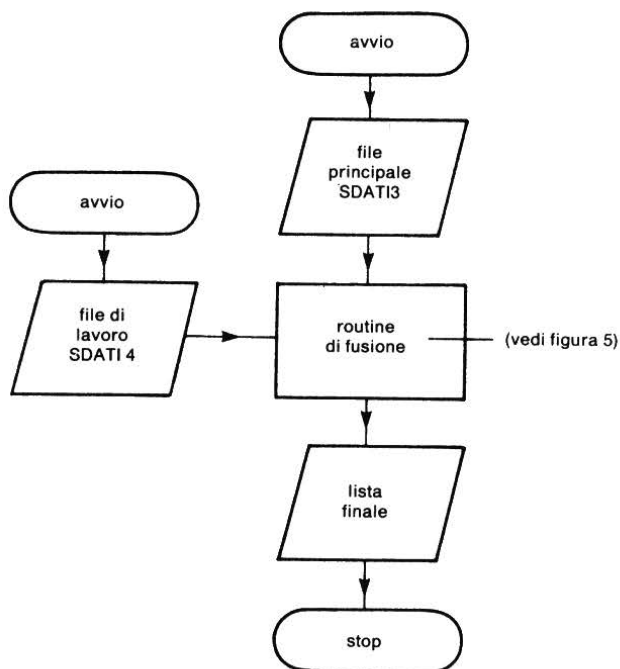 avvio
file
principale
SDATI3
avvio
file di
lavoro
SDATI 4
routine
di fusione
(vedi figura 5)
lista
finale
stop